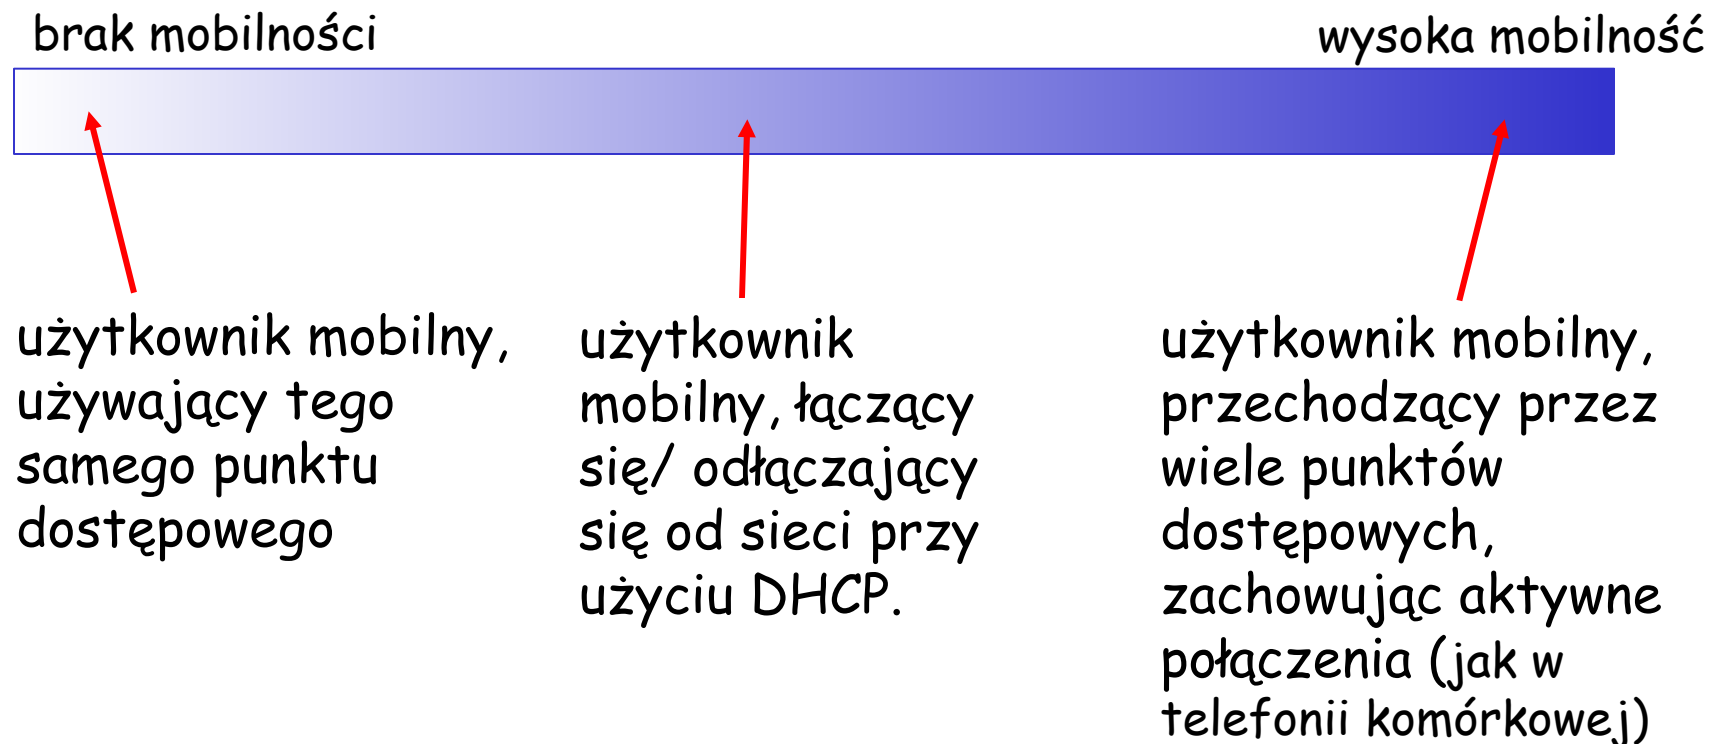 brak mobilności
wysoka mobilność
użytkownik mobilny,
używający tego
samego punktu
dostępowego
użytkownik
mobilny, łączący
się/ odłączający
się od sieci przy
użyciu DHCP.
użytkownik mobilny,
przechodzący przez
wiele punktów
dostępowych,
zachowując aktywne
połączenia (jak w
telefonii komórkowej)